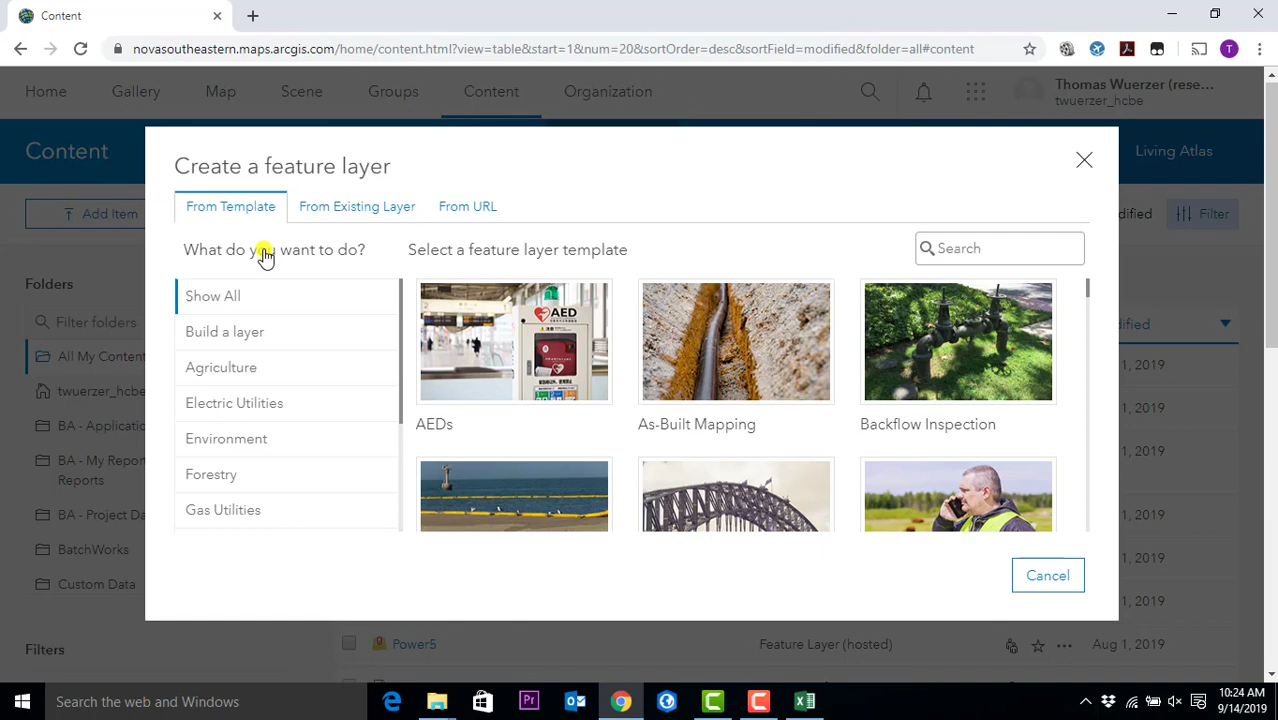 Content
novasoutheastern.maps.arcgis.com/home/content.html?view=table&start=1&num=20&sortOrder=desc&sortField=modified&folder=all#content
T
Home Gallery Map Scene Groups Content Organization
Thomas Wuerzer (rese...
twuerzer_hcbe
Content
Living Atlas
Add Item
Filter
Create a feature layer
From Template From Existing Layer From URL
What do you want to do? Select a feature layer template
Search
Show All
Build a layer
Agriculture
Electric Utilities
Environment
Forestry
Gas Utilities
AED
AEDs
As-Built Mapping
Backflow Inspection
Cancel
Folders
Filter folders
All My Content
twuerzer_hcbe
BA - Applicatio
BA - My Repor
Reports
BA - Project Da
BatchWorks
Custom Data
Filters
1, 2019
1, 2019
1, 2019
1, 2019
1, 2019
1, 2019
1, 2019
Power5 Feature Layer (hosted) Aug 1, 2019
Search the web and Windows
10:24 AM
9/14/2019